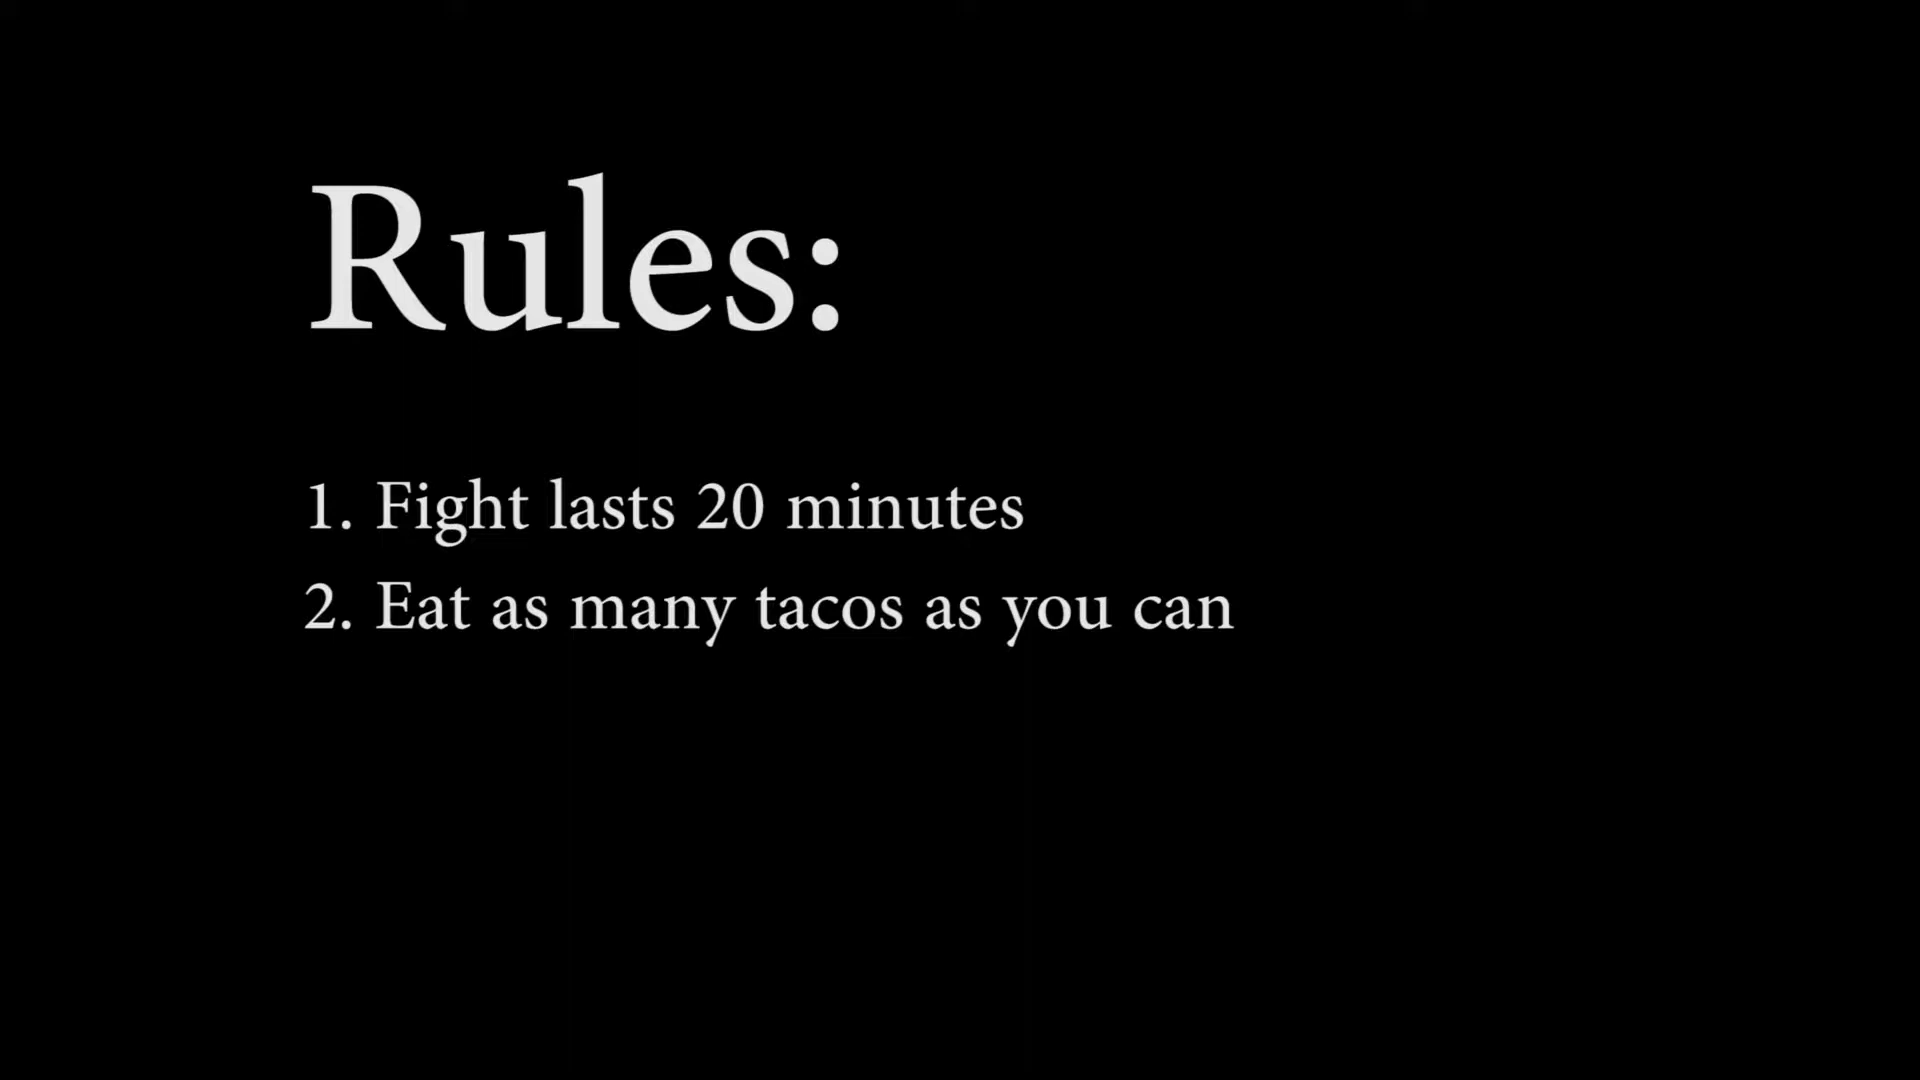 Rules:
1. Fight lasts 20 minutes
2. Eat as many tacos as you can